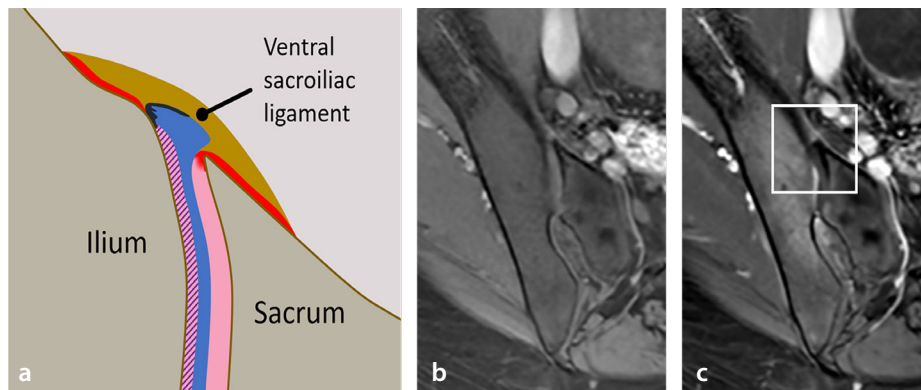 Ventral
sacroiliac
ligament
Ilium
Sacrum
a
b
c